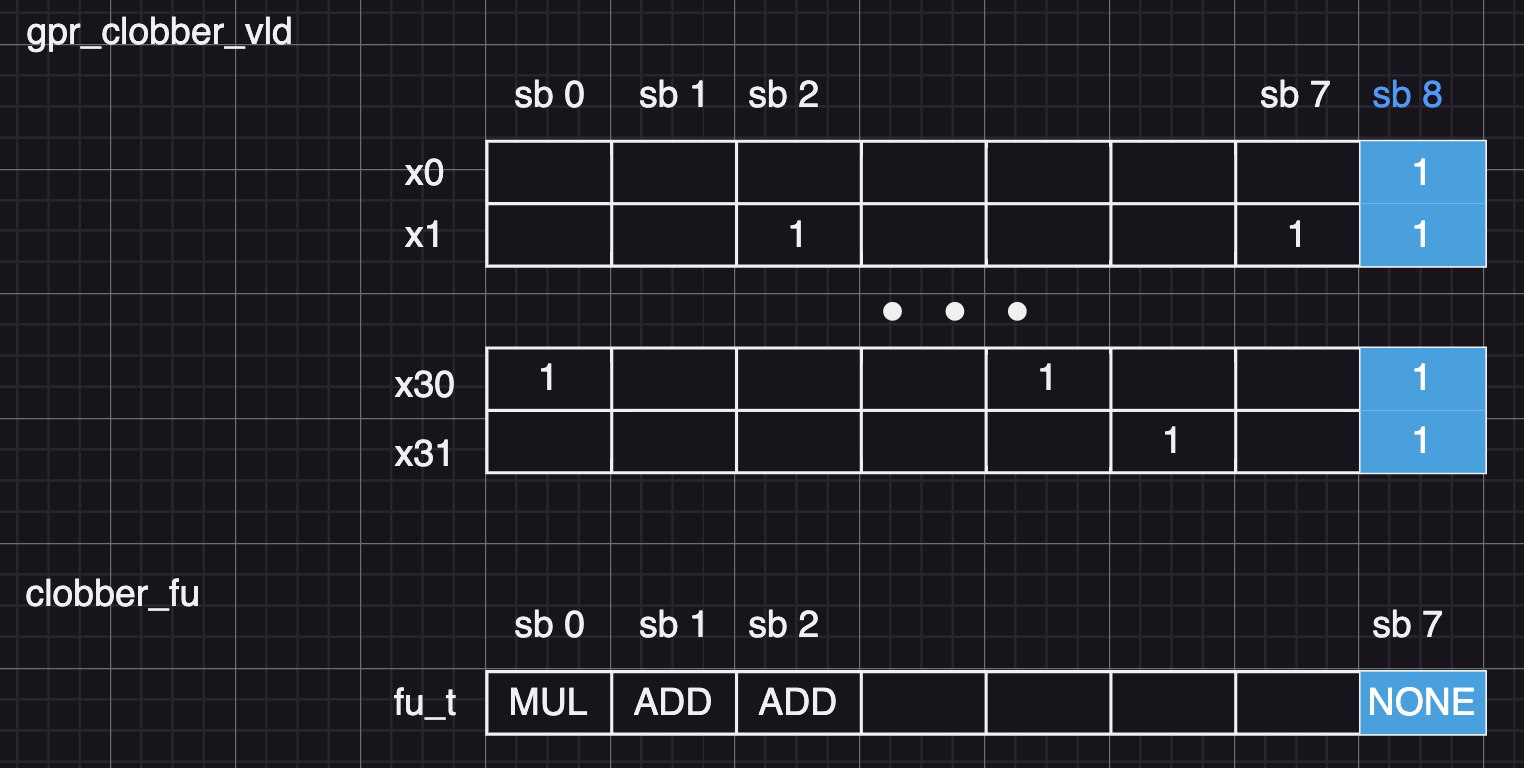 gpr_clobber_vld
sb 0 sb 1 sb 2 sb 7 sb 8
x0 1
x1 1 1 1
x30 1 1 1
x31 1 1
clobber_fu
sb 0 sb 1 sb 2 sb 7
fu_t MUL ADD ADD NONE